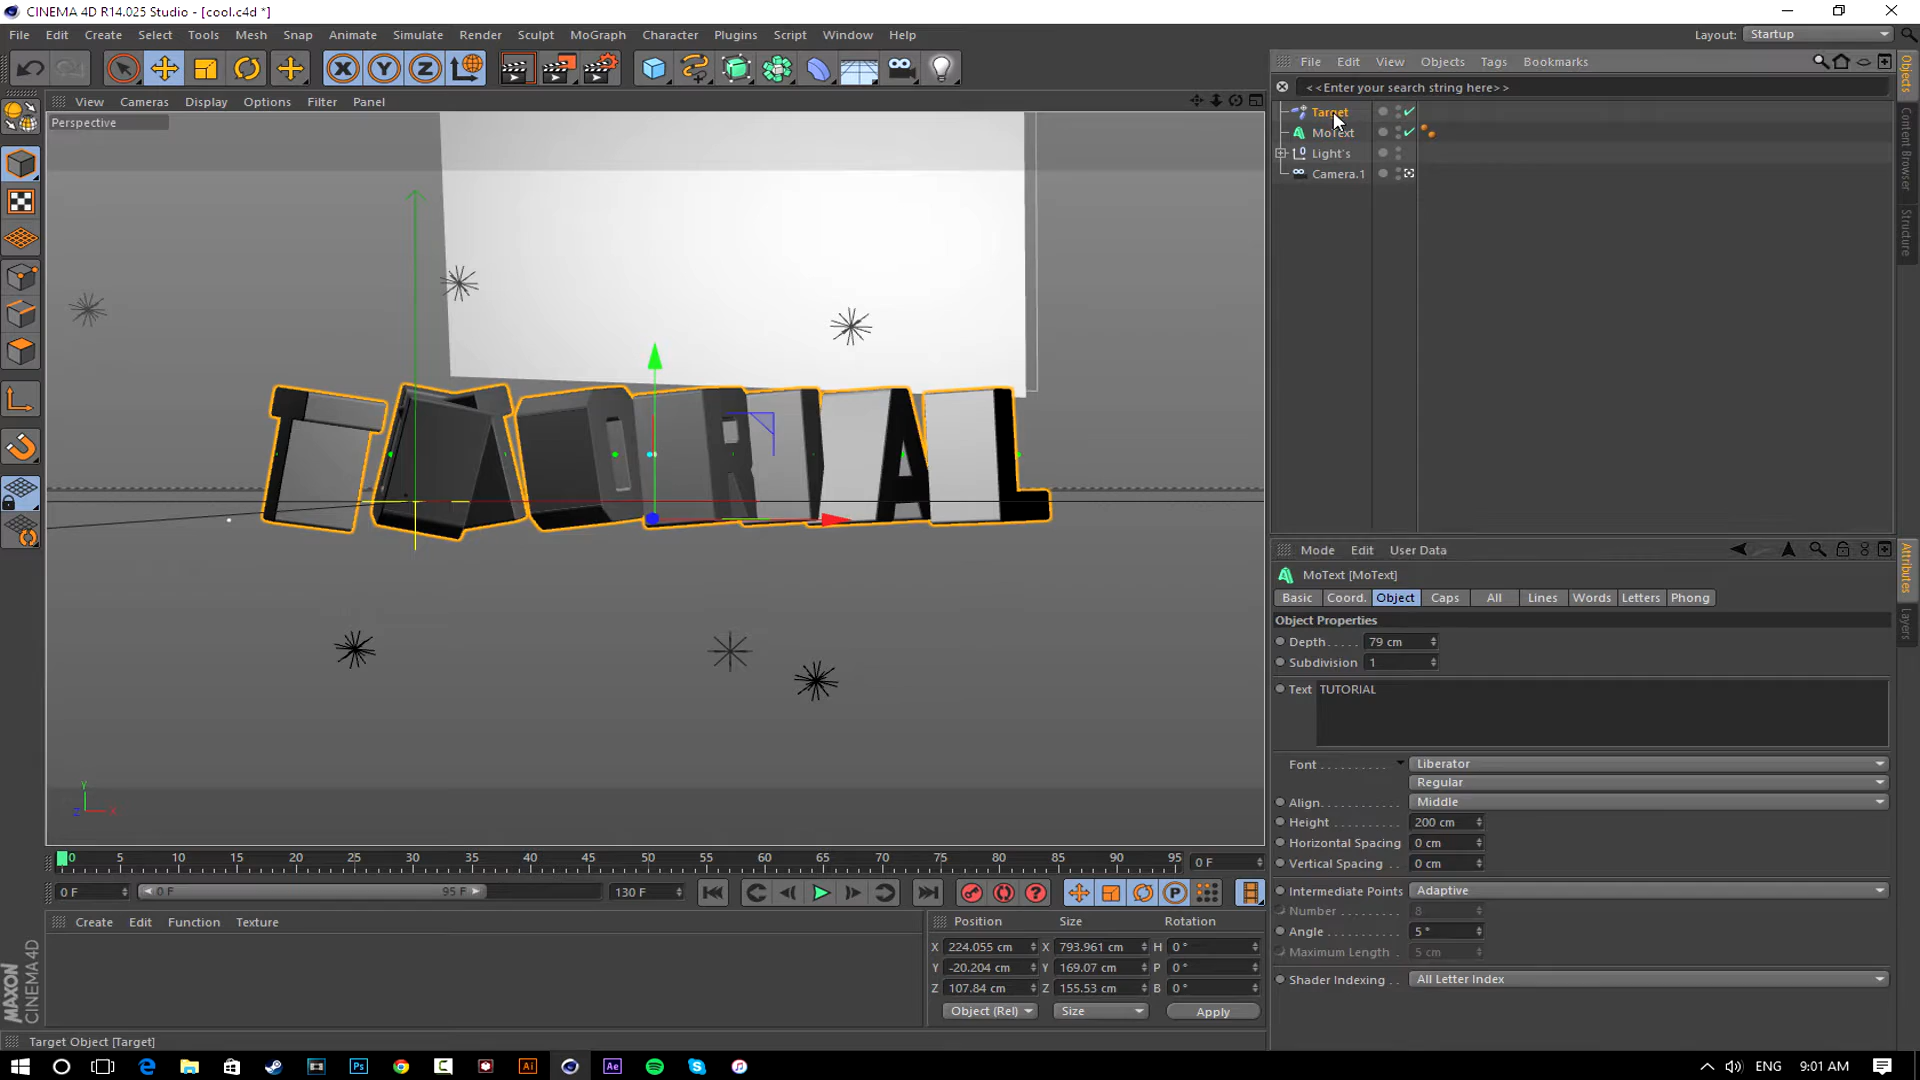 CINEMA 4D R14.025 Studio - [cool.c4d *]
File Edit Create Select Tools Mesh Snap Animate Simulate Render Sculpt MoGraph Character Plugins Script Window Help
Layout: Startup
View Cameras Display Options Filter Panel
Perspective
File Edit View Objects Tags Bookmarks
<<Enter your search string here>>
Target
MoText
Light's
Camera.1
Objects
Content Browser
Structure
TUTORIAL
Mode Edit User Data
MoText [MoText]
Basic Coord. Object Caps All Lines Words Letters Phong
Object Properties
Depth 79 cm
Subdivision 1
Text TUTORIAL
Font Liberator
Regular
Align Middle
Height 200 cm
Horizontal Spacing 0 cm
Vertical Spacing 0 cm
Intermediate Points Adaptive
Number 8
Angle 5 °
Maximum Length 5 cm
Shader Indexing All Letter Index
Attributes
Layers
Y
Z X
0 5 10 15 20 25 30 35 40 45 50 55 60 65 70 75 80 85 90 95 0 F
0 F 0 F 95 F 130 F
Create Edit Function Texture
Position Size Rotation
X 224.055 cm X 793.961 cm H 0 °
Y -20.204 cm Y 169.07 cm P 0 °
Z 107.84 cm Z 155.53 cm B 0 °
Object (Rel) Size Apply
MAXON
CINEMA 4D
Target Object [Target]
ENG 9:01 AM